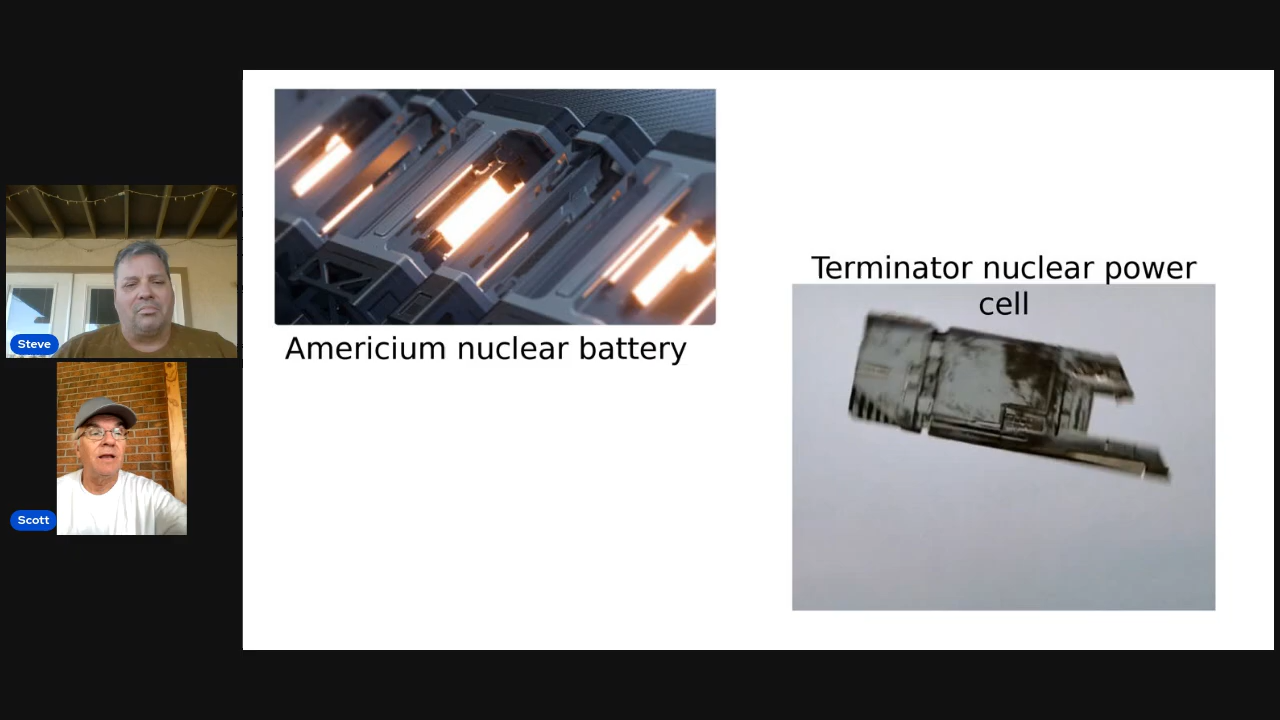 Steve
Scott
Americium nuclear battery
Terminator nuclear power
cell